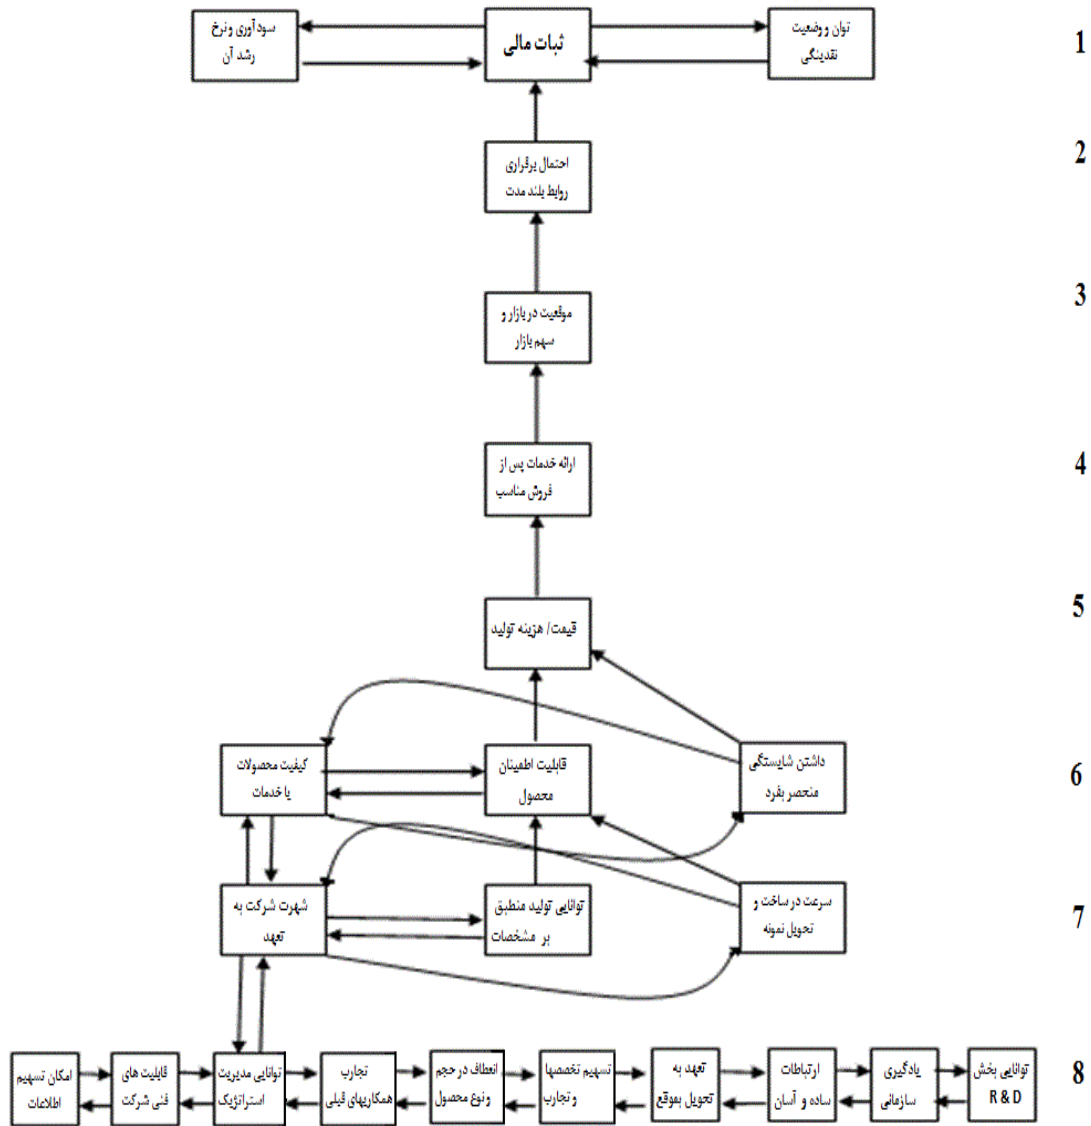 سود آوری و نرخ
رشد آن
ثبات مالی
توان و وضعیت
نقدینگی
1
احتمال برقراری
روابط بلند مدت
2
موقعیت در بازار و
سهم بازار
3
ارائه خدمات پس از
فروش مناسب
4
قیمت/ هزینه تولید
5
کیفیت محصولات
یا خدمات
قابلیت اطمینان
محصول
داشتن شایستگی
منحصر بفرد
6
شهرت شرکت به
تعهد
توانایی تولید منطبق
بر مشخصات
سرعت در ساخت و
تحویل نمونه
7
امکان تسهیم
اطلاعات
قابلیت های
فنی شرکت
توانایی مدیریت
استراتژیک
تجارب
همکاریهای قبلی
انعطاف در حجم
و نوع محصول
تسهیم تخصصها
و تجارب
تعهد به
تحویل بموقع
ارتباطات
ساده و آسان
یادگیری
سازمانی
توانایی بخش
R & D
8